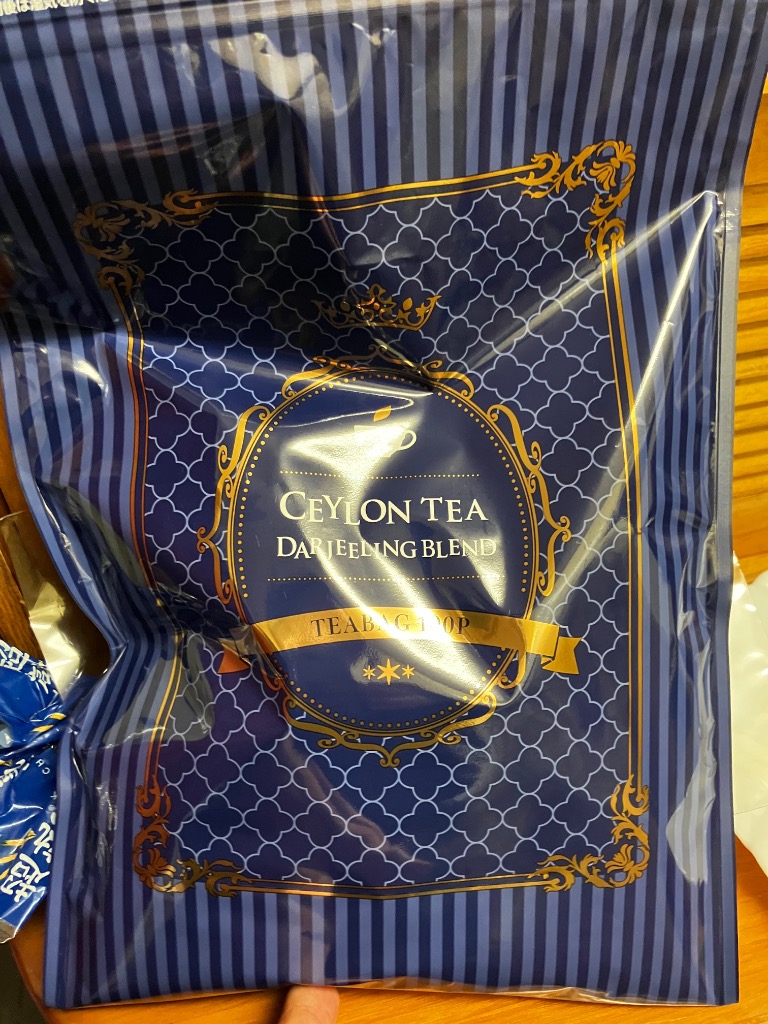 CEYLON TEA
DARJEELING BLEND
TEABAG 100P